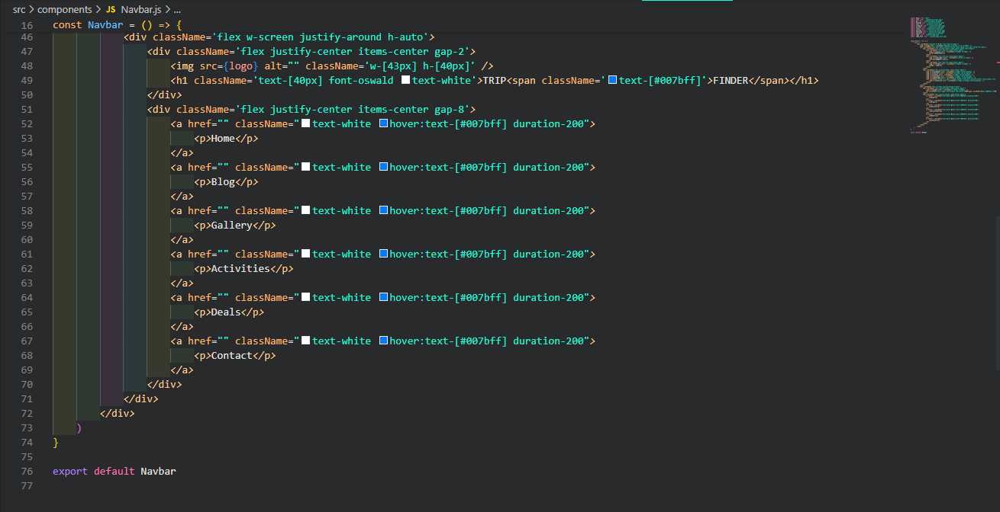 src > components > JS Navbar.js > ...
16 const Navbar = () => {
46 <div className='flex w-screen justify-around h-auto'>
47 <div className='flex justify-center items-center gap-2'>
48 <img src={logo} alt="" className='w-[43px] h-[40px]' />
49 <h1 className='text-[40px] font-oswald text-white'>TRIP<span className='text-[#007bff]'>FINDER</span></h1>
50 </div>
51 <div className='flex justify-center items-center gap-8'>
52 <a href="" className="text-white hover:text-[#007bff] duration-200">
53 <p>Home</p>
54 </a>
55 <a href="" className="text-white hover:text-[#007bff] duration-200">
56 <p>Blog</p>
57 </a>
58 <a href="" className="text-white hover:text-[#007bff] duration-200">
59 <p>Gallery</p>
60 </a>
61 <a href="" className="text-white hover:text-[#007bff] duration-200">
62 <p>Activities</p>
63 </a>
64 <a href="" className="text-white hover:text-[#007bff] duration-200">
65 <p>Deals</p>
66 </a>
67 <a href="" className="text-white hover:text-[#007bff] duration-200">
68 <p>Contact</p>
69 </a>
70 </div>
71 </div>
72 </div>
73 )
74 }
75
76 export default Navbar
77